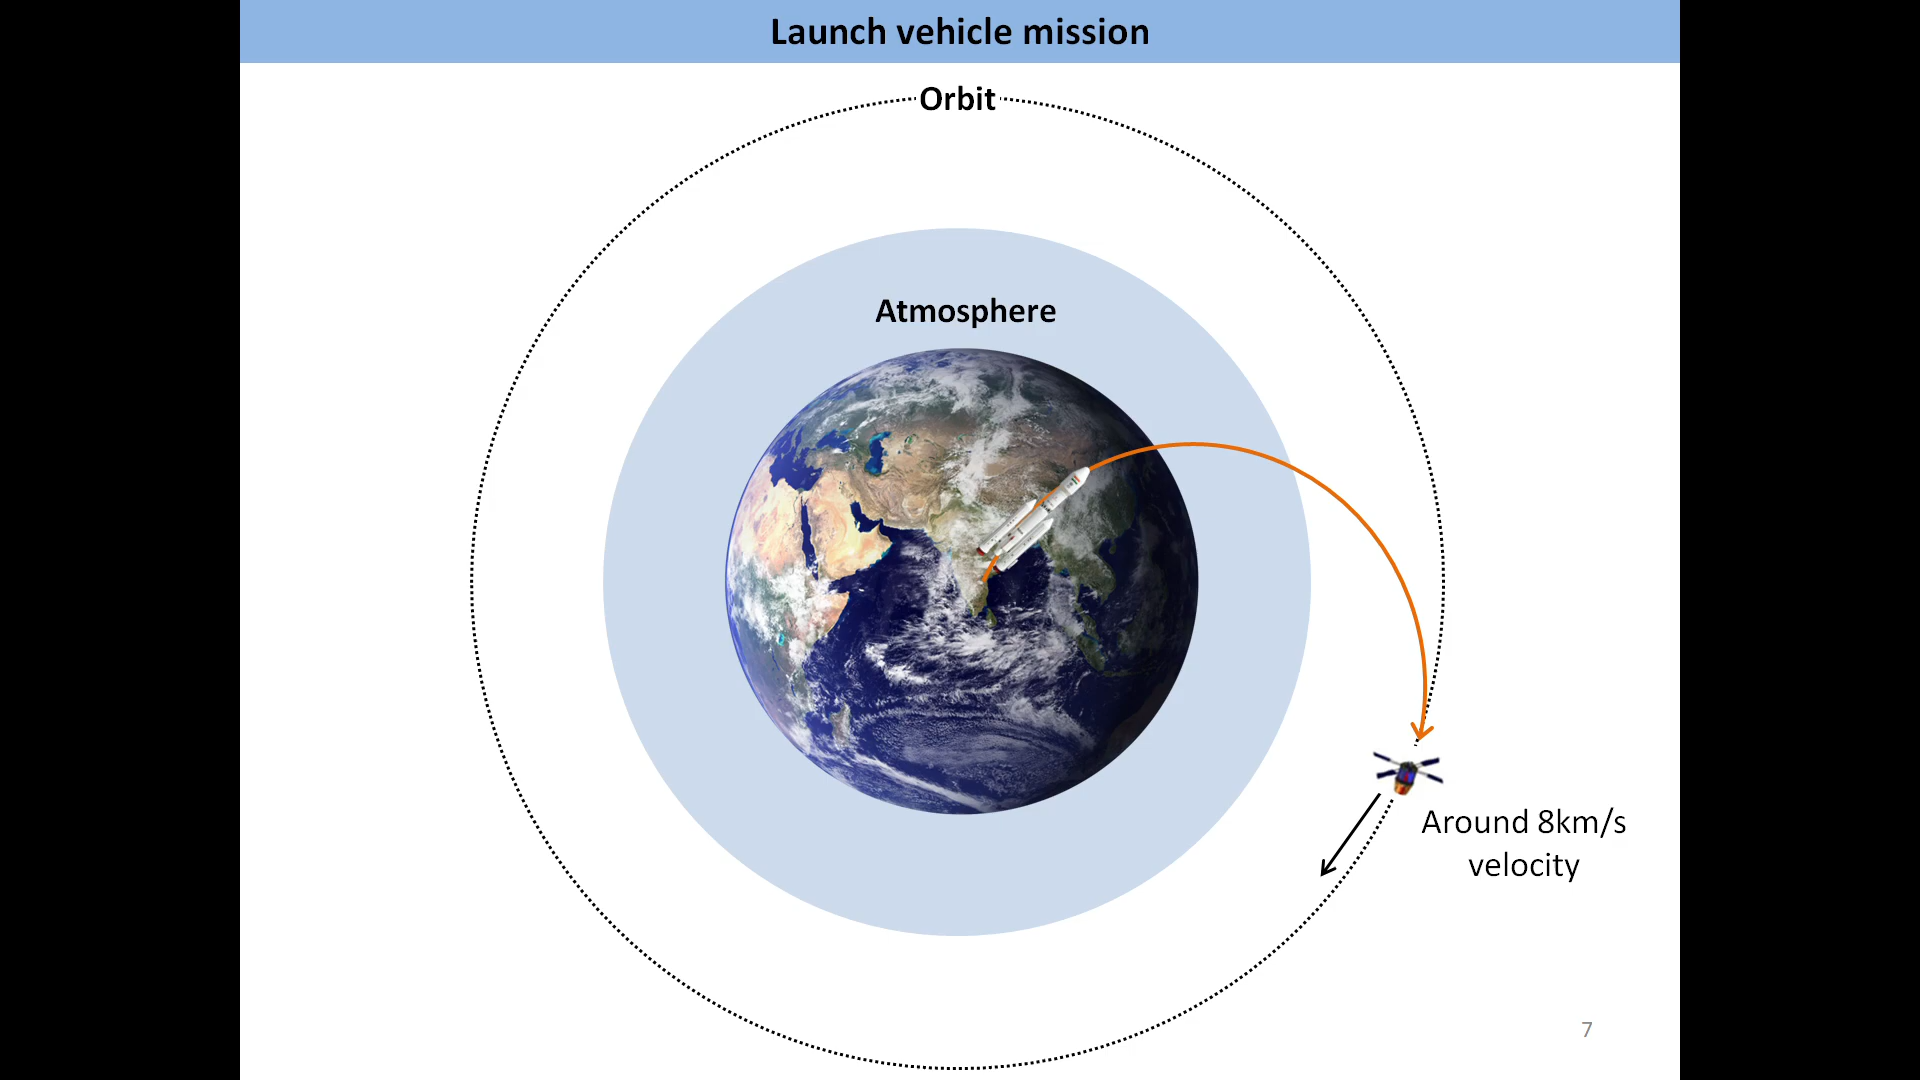 Launch vehicle mission
Orbit
Atmosphere
Around 8km/s
velocity
7